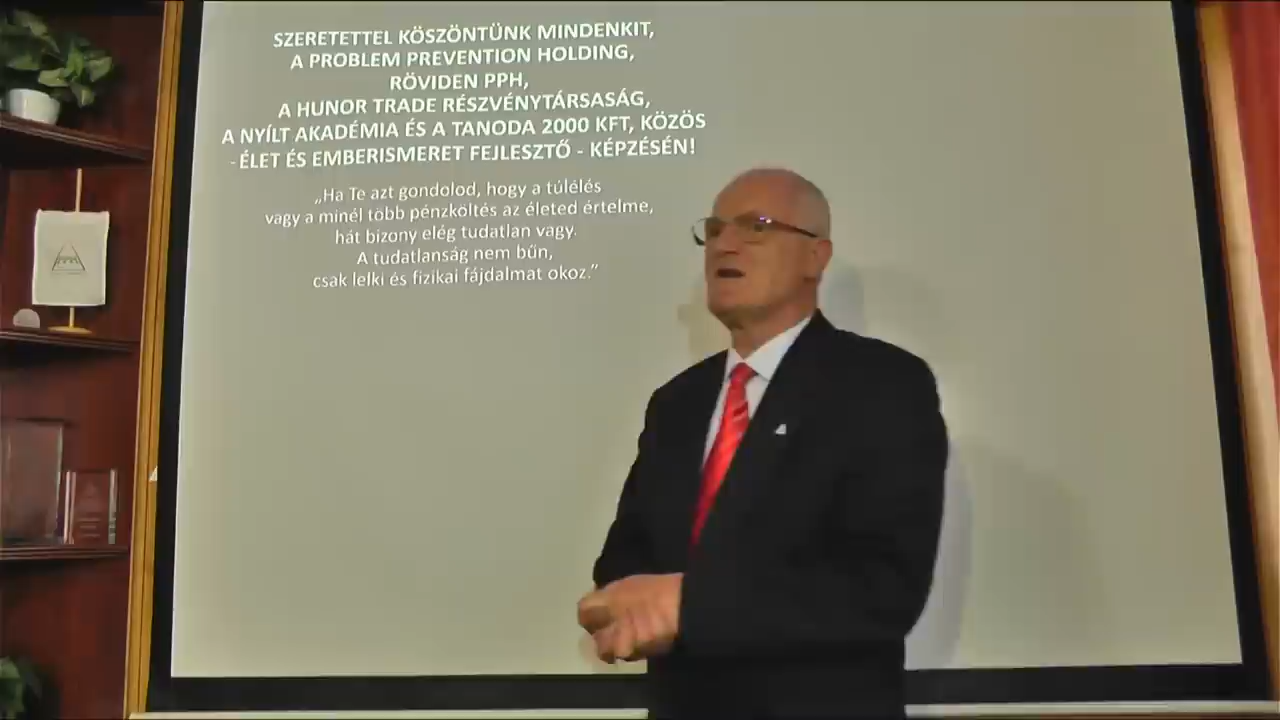 SZERETETTEL KÖSZÖNTÜNK MINDENKIT,
A PROBLEM PREVENTION HOLDING,
RÖVIDEN PPH,
A HUNOR TRADE RÉSZVÉNYTÁRSASÁG,
A NYÍLT AKADÉMIA ÉS A TANODA 2000 KFT, KÖZÖS
- ÉLET ÉS EMBERISMERET FEJLESZTŐ - KÉPZÉSÉN!
„Ha Te azt gondolod, hogy a túlélés
vagy a minél több pénzköltés az életed értelme,
hát bizony elég tudatlan vagy.
A tudatlanság nem bűn,
csak lelki és fizikai fájdalmat okoz.”